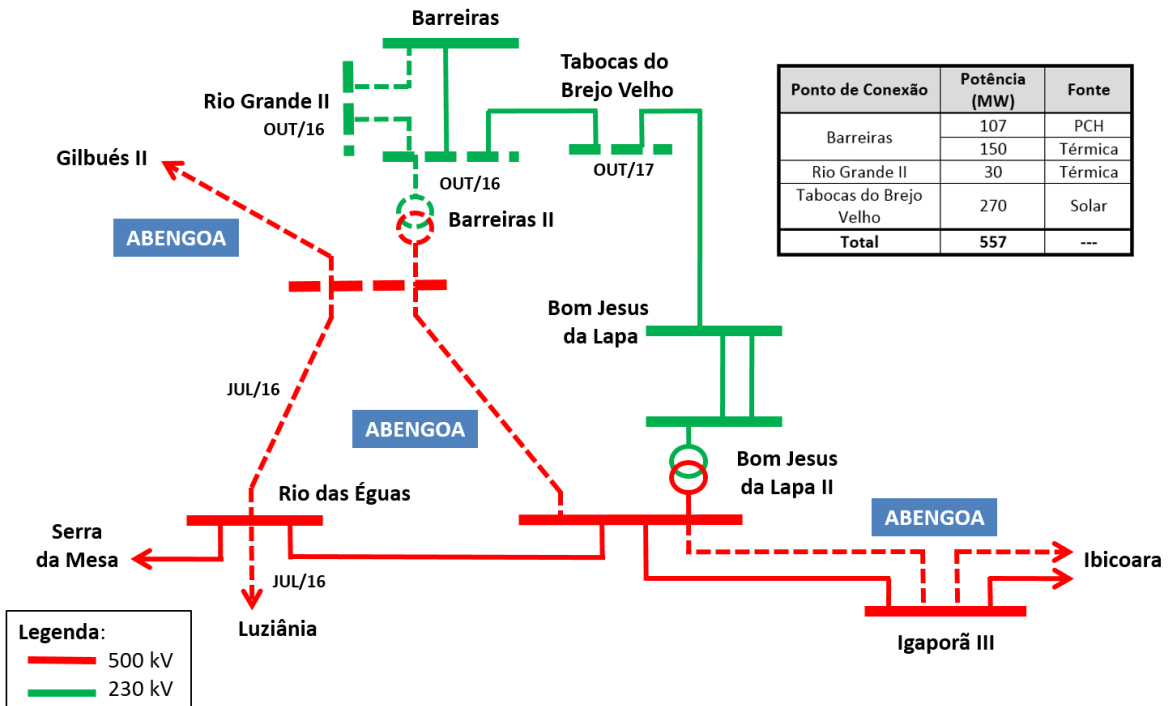 Barreiras
Tabocas do
Brejo Velho
Rio Grande II
OUT/16
Gilbués II
OUT/16
OUT/17
Barreiras II
ABENGOA
Ponto de Conexão Potência (MW) Fonte
Barreiras 107 PCH
150 Térmica
Rio Grande II 30 Térmica
Tabocas do Brejo Velho 270 Solar
Total 557 ---
Bom Jesus
da Lapa
JUL/16
ABENGOA
Bom Jesus
da Lapa II
Rio das Éguas
ABENGOA
Serra
da Mesa
Ibicoara
JUL/16
Luziânia
Igaporã III
Legenda:
500 kV
230 kV